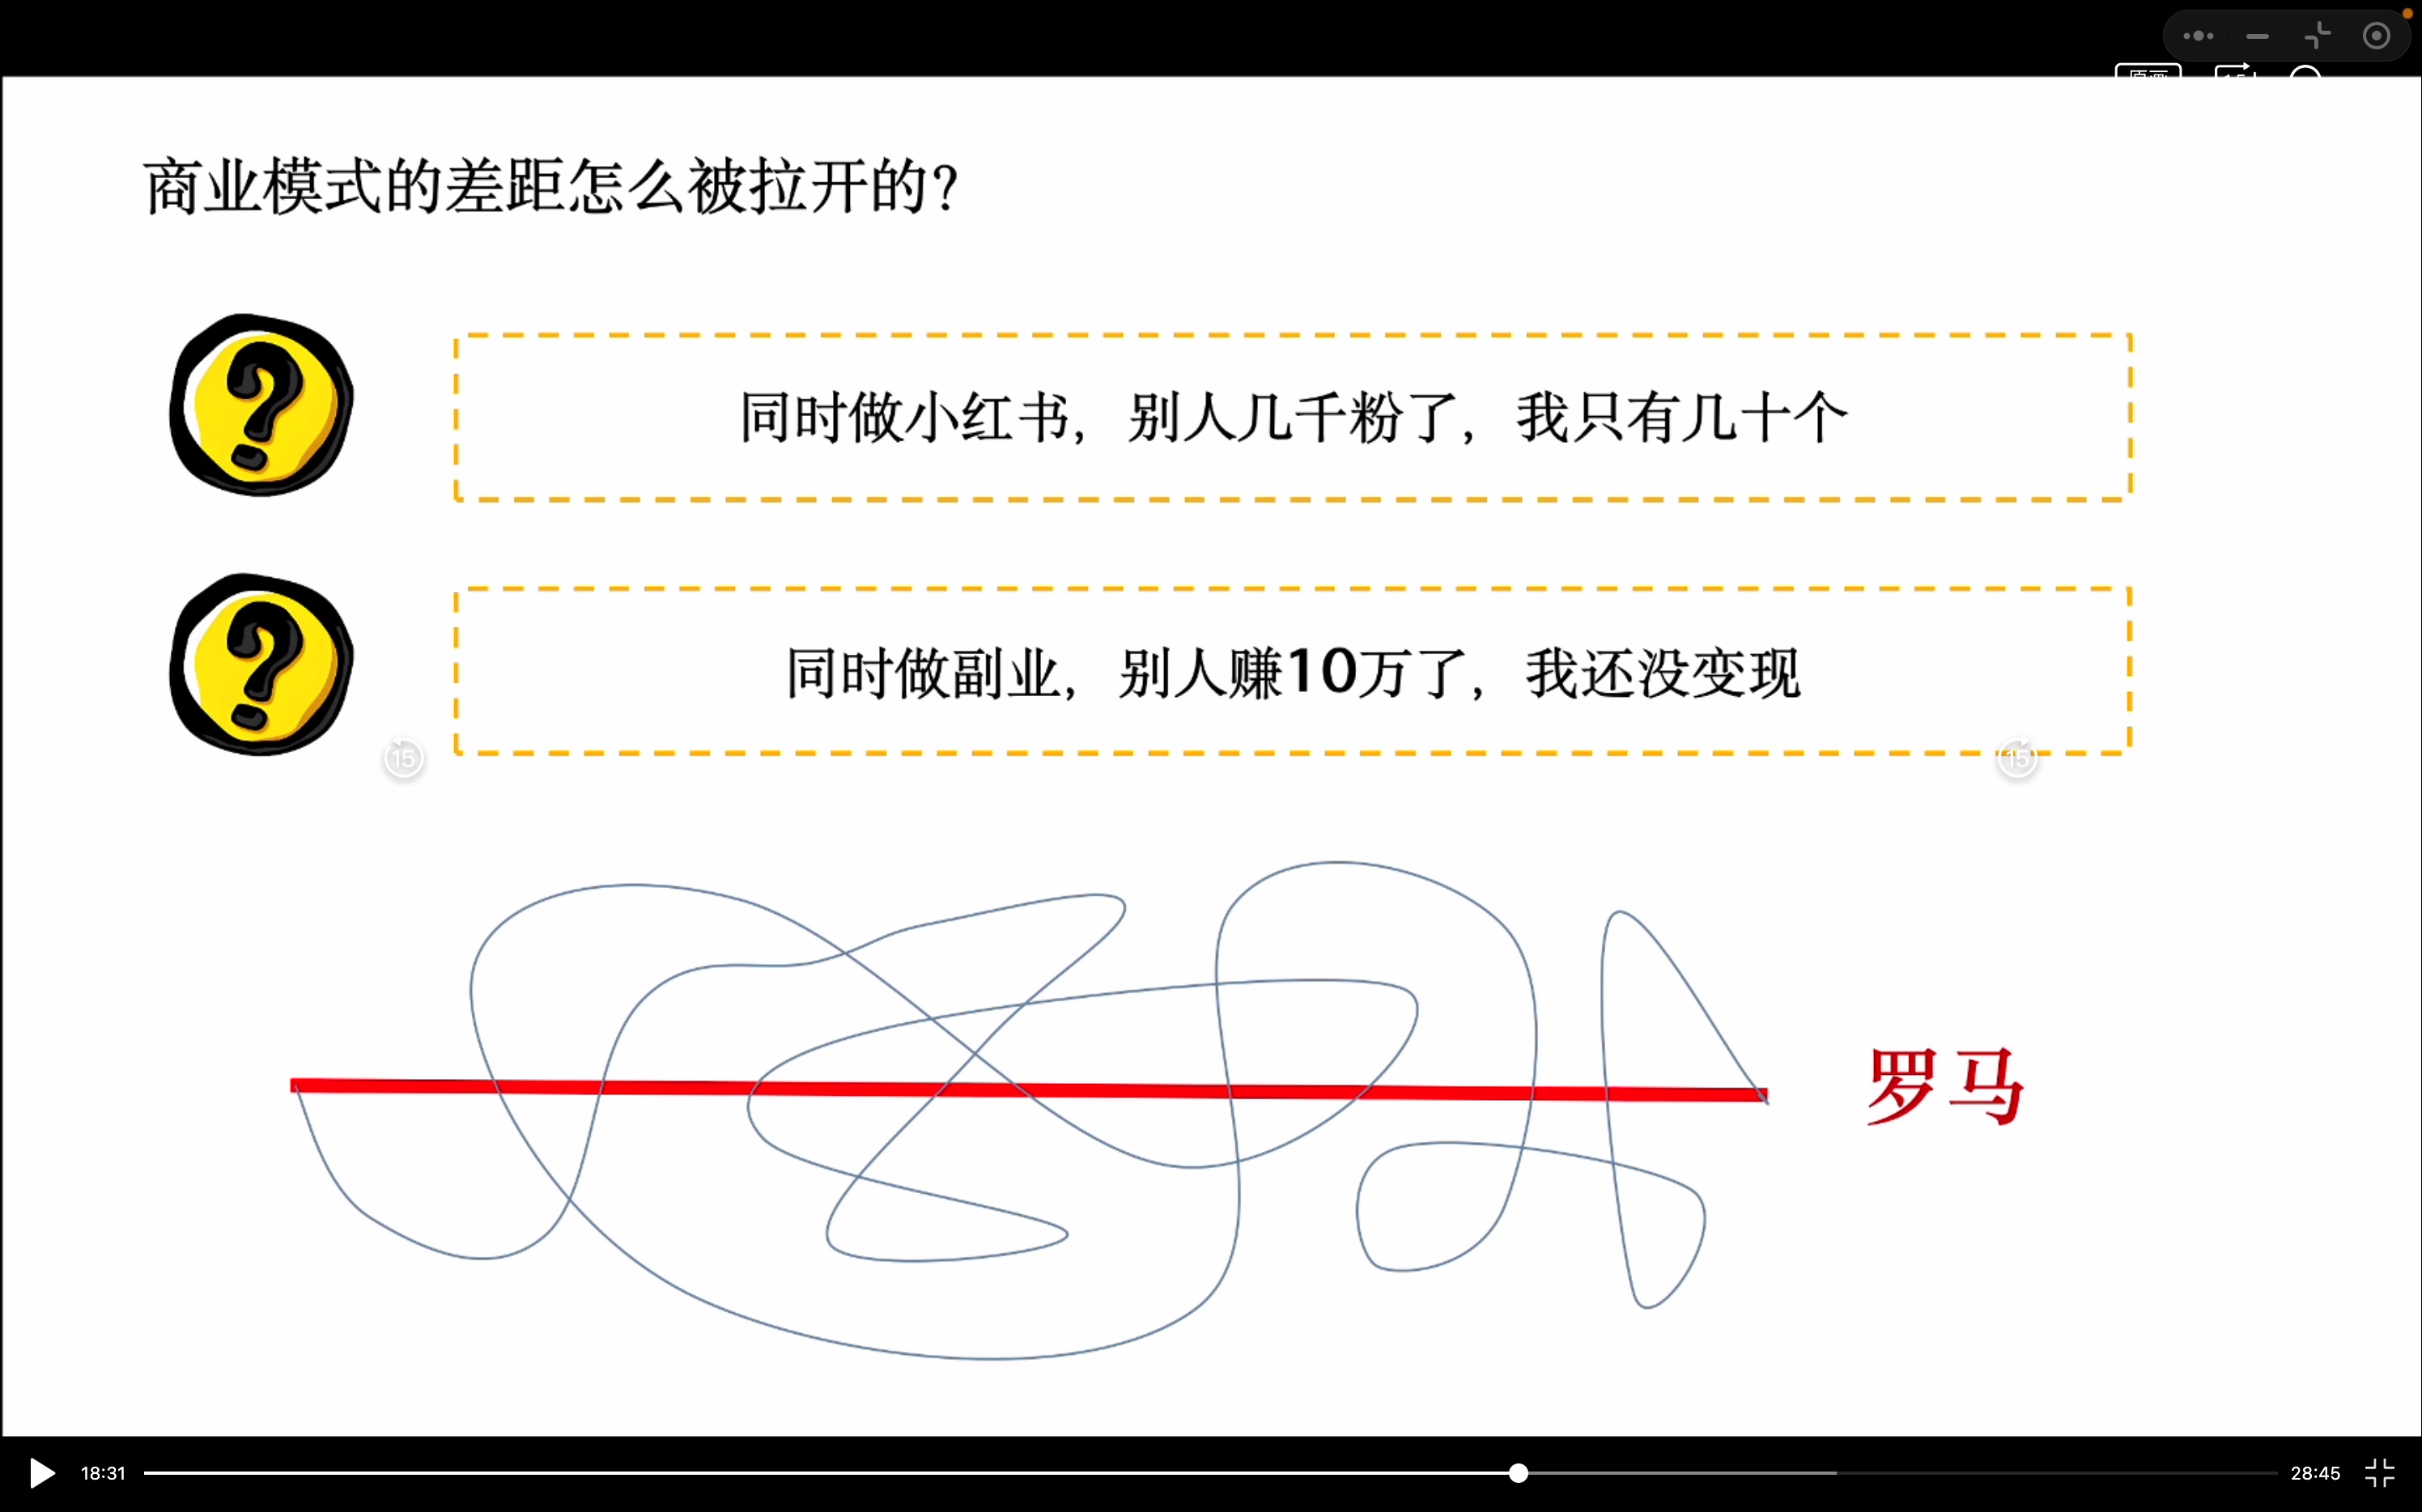 商业模式的差距怎么被拉开的？
同时做小红书，别人几千粉了，我只有几十个
同时做副业，别人赚10万了，我还没变现
15
15
罗马
18:31
28:45